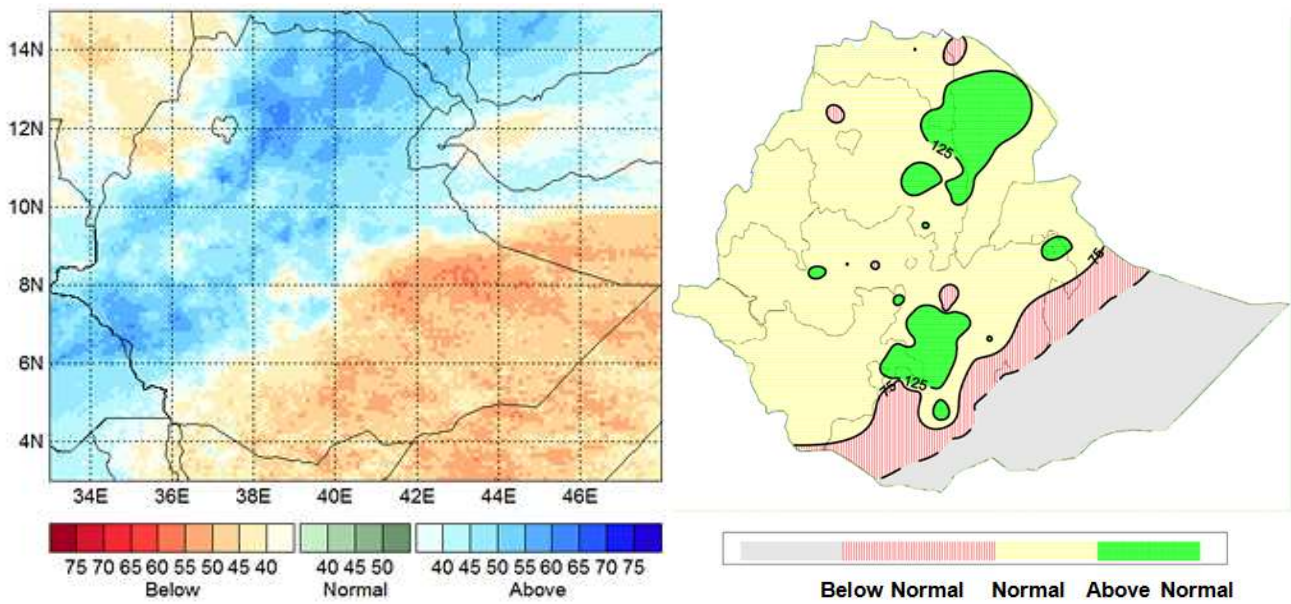 14N
12N
10N
8N
6N
4N
34E 36E 38E 40E 42E 44E 46E
75 70 65 60 55 50 45 40
Below
40 45 50
Normal
40 45 50 55 60 65 70 75
Above
125
75
75
125
Below Normal Normal Above Normal